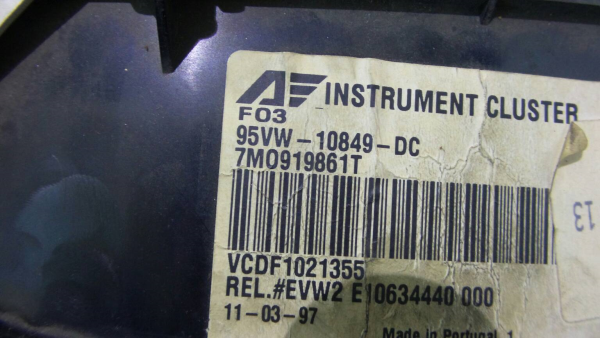 AF INSTRUMENT CLUSTER
F03
95VW-10849-DC
7M0919861T
VCDF1021355
REL.#EVW2 E10634440 000
11-03-97
Made in Portugal 1
13